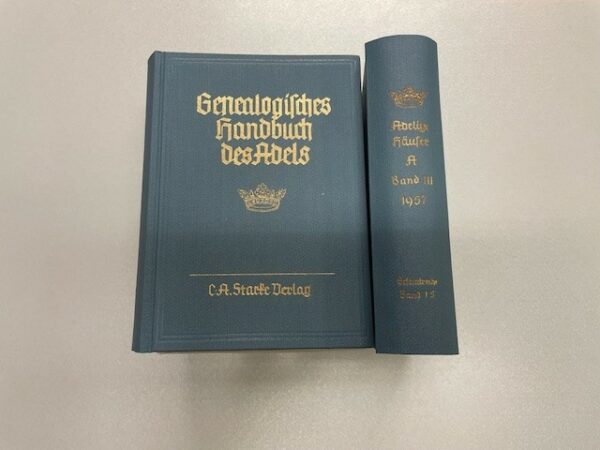 Genealogisches
Handbuch
des Adels
C.A. Starke Verlag
Adelige
Häuser
A
Band III
1957
Gesamtreihe
Band 15